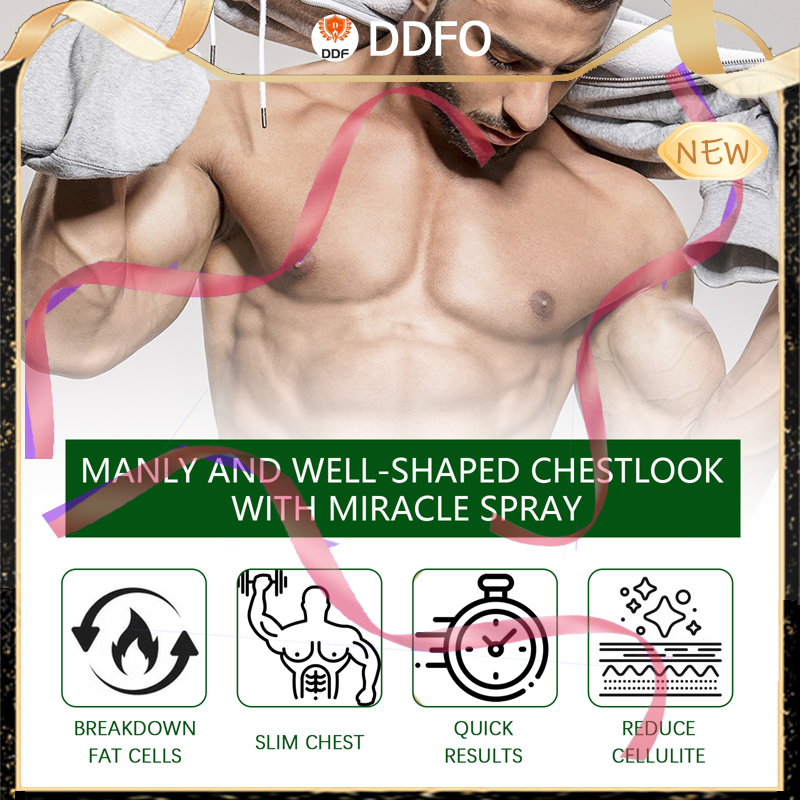 DDF
DDFO
NEW
MANLY AND WELL-SHAPED CHESTLOOK
WITH MIRACLE SPRAY
BREAKDOWN
FAT CELLS
SLIM CHEST
QUICK
RESULTS
REDUCE
CELLULITE